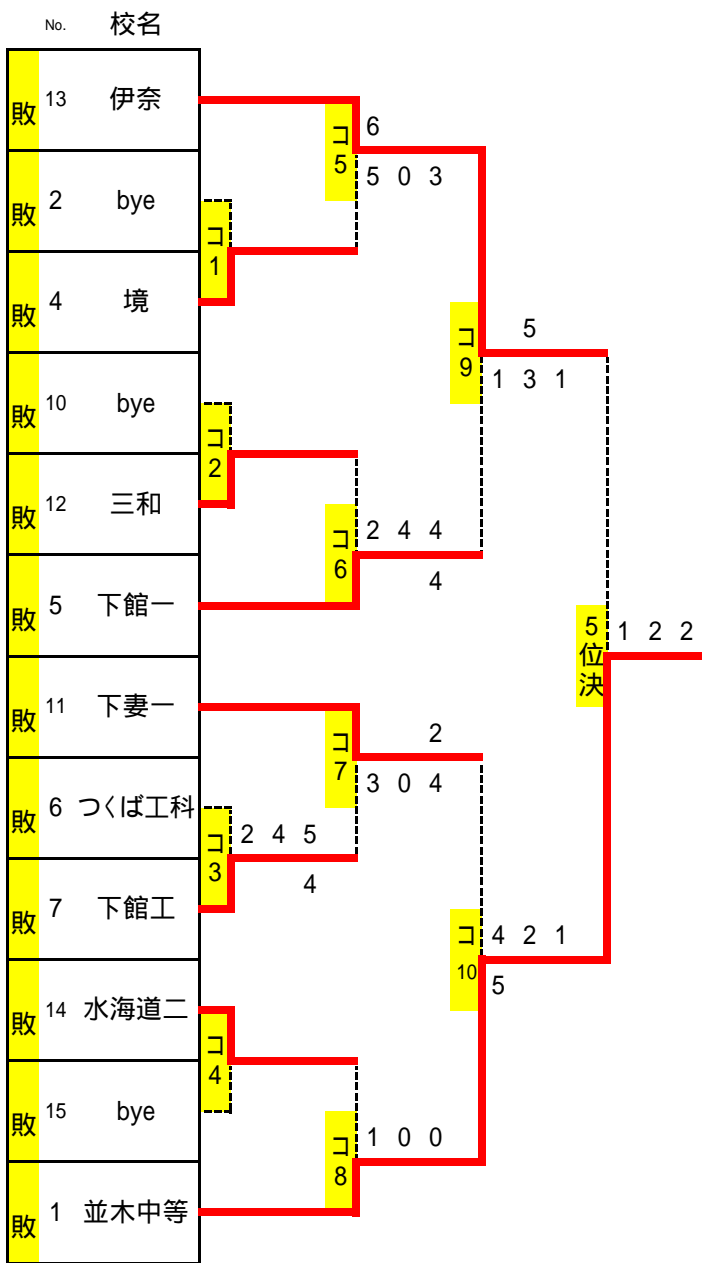 No. 校名
敗 13 伊奈
敗 2 bye
敗 4 境
敗 10 bye
敗 12 三和
敗 5 下館一
敗 11 下妻一
敗 6 つくば工科
敗 7 下館工
敗 14 水海道二
敗 15 bye
敗 1 並木中等
コ1
コ2
コ3
2 4 5
4
コ4
コ5
6
5 0 3
コ6
2 4 4
4
コ7
2
3 0 4
コ8
1 0 0
コ9
5
1 3 1
コ10
4 2 1
5
5位決
1 2 2